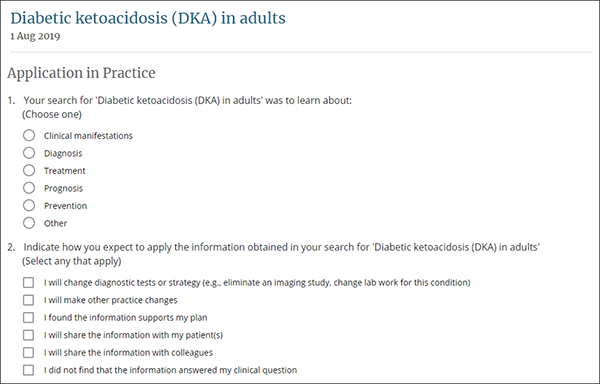 Diabetic ketoacidosis (DKA) in adults
1 Aug 2019
Application in Practice
1. Your search for 'Diabetic ketoacidosis (DKA) in adults' was to learn about:
(Choose one)
Clinical manifestations
Diagnosis
Treatment
Prognosis
Prevention
Other
2. Indicate how you expect to apply the information obtained in your search for 'Diabetic ketoacidosis (DKA) in adults'
(Select any that apply)
I will change diagnostic tests or strategy (e.g., eliminate an imaging study, change lab work for this condition)
I will make other practice changes
I found the information supports my plan
I will share the information with my patient(s)
I will share the information with colleagues
I did not find that the information answered my clinical question